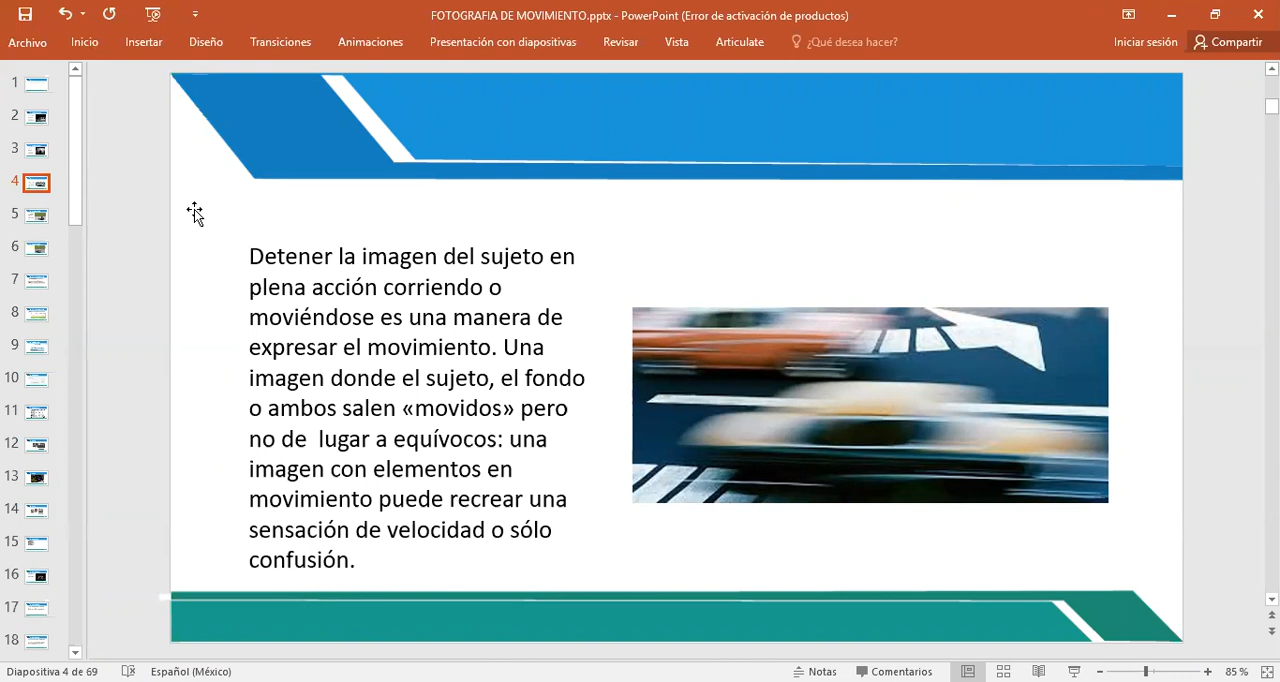 FOTOGRAFIA DE MOVIMIENTO.pptx - PowerPoint (Error de activación de productos)
Archivo Inicio Insertar Diseño Transiciones Animaciones Presentación con diapositivas Revisar Vista Articulate ¿Qué desea hacer? Iniciar sesión Compartir
1
2
3
4
5
6
7
8
9
10
11
12
13
14
15
16
17
18
Detener la imagen del sujeto en
plena acción corriendo o
moviéndose es una manera de
expresar el movimiento. Una
imagen donde el sujeto, el fondo
o ambos salen «movidos» pero
no de  lugar a equívocos: una
imagen con elementos en
movimiento puede recrear una
sensación de velocidad o sólo
confusión.
Diapositiva 4 de 69 Español (México) Notas Comentarios 85 %